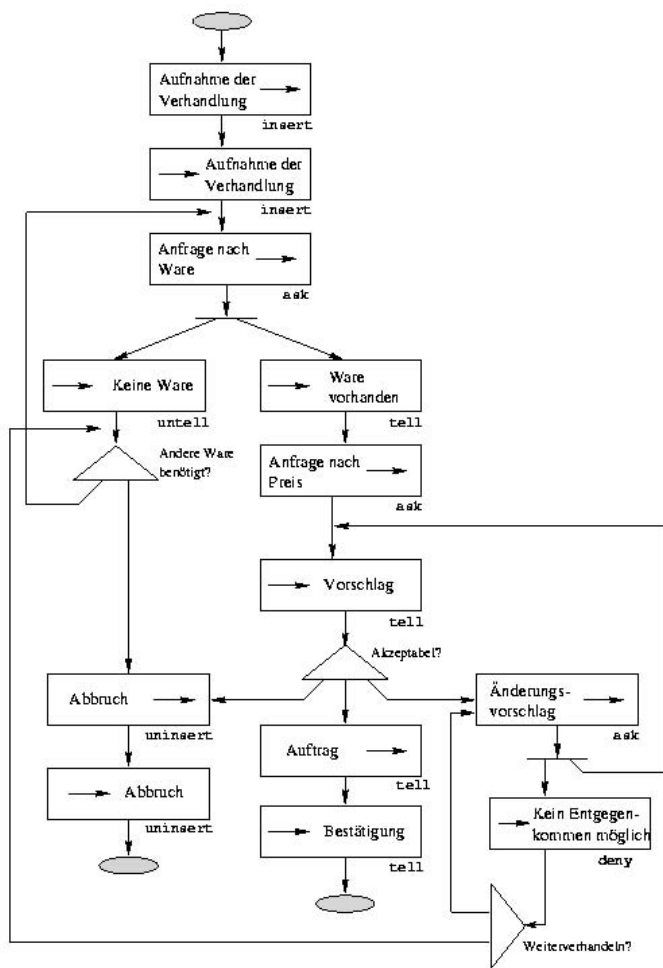 Aufnahme der
Verhandlung
insert
Aufnahme der
Verhandlung
insert
Anfrage nach
Ware
ask
Keine Ware
untell
Ware
vorhanden
tell
Andere Ware
benötigt?
Anfrage nach
Preis
ask
Vorschlag
tell
Akzeptabel?
Abbruch
uninsert
Auftrag
tell
Änderungs-
vorschlag
ask
Abbruch
uninsert
Bestätigung
tell
Kein Entgegen-
kommen möglich
deny
Weiterverhandeln?